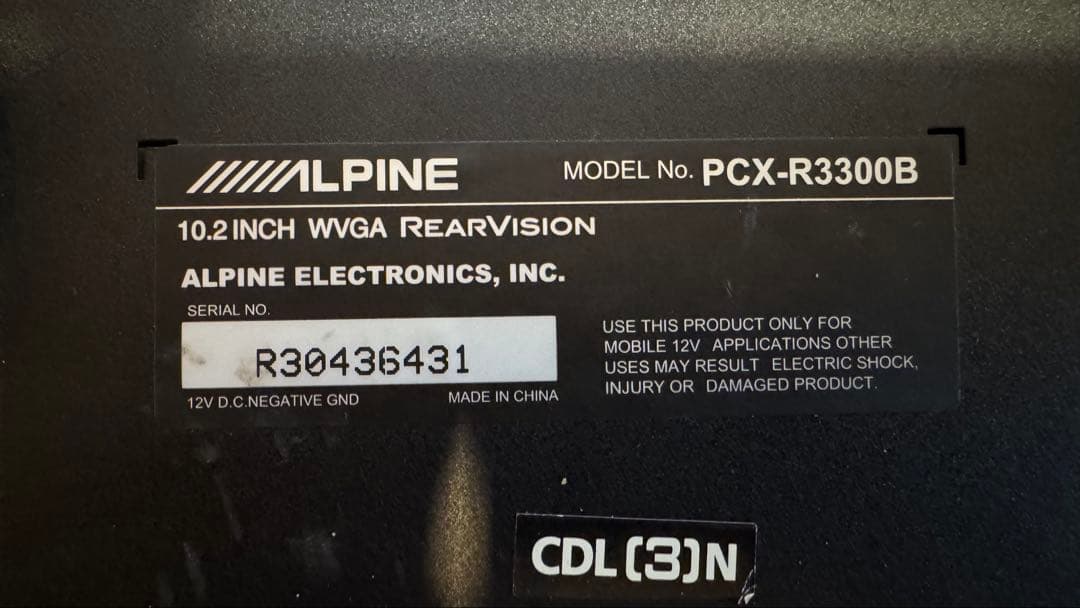 ALPINE
MODEL No. PCX-R3300B
10.2 INCH WVGA REARVISION
ALPINE ELECTRONICS, INC.
SERIAL NO.
R30436431
12V D.C.NEGATIVE GND
MADE IN CHINA
USE THIS PRODUCT ONLY FOR
MOBILE 12V APPLICATIONS OTHER
USES MAY RESULT ELECTRIC SHOCK,
INJURY OR DAMAGED PRODUCT.
CDL(3)N